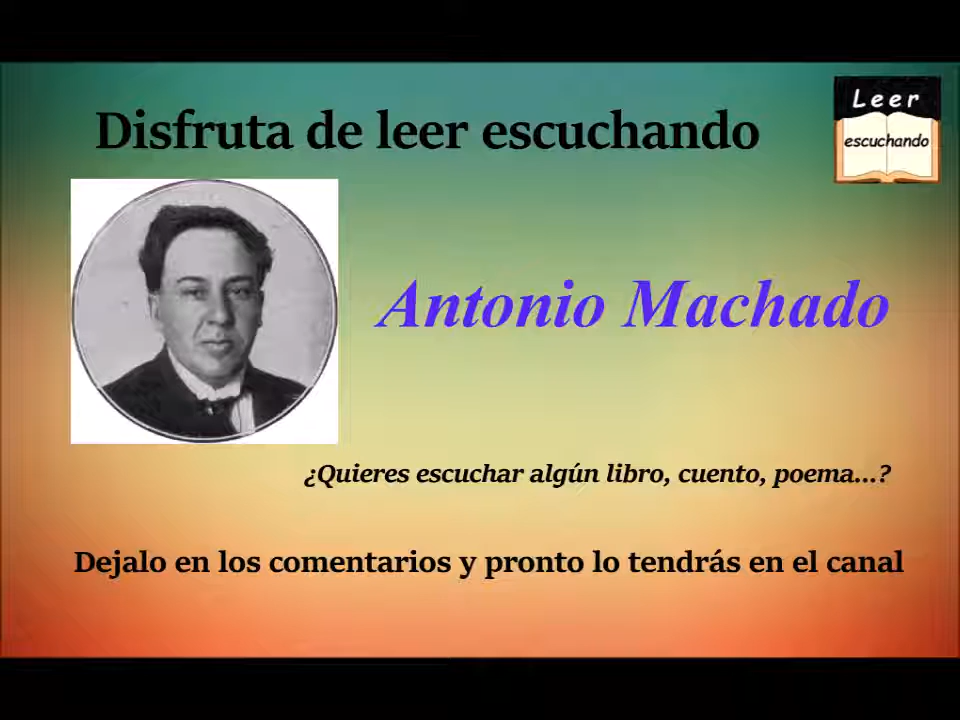 Disfruta de leer escuchando
Leer
escuchando
Antonio Machado
¿Quieres escuchar algún libro, cuento, poema...?
Dejalo en los comentarios y pronto lo tendrás en el canal